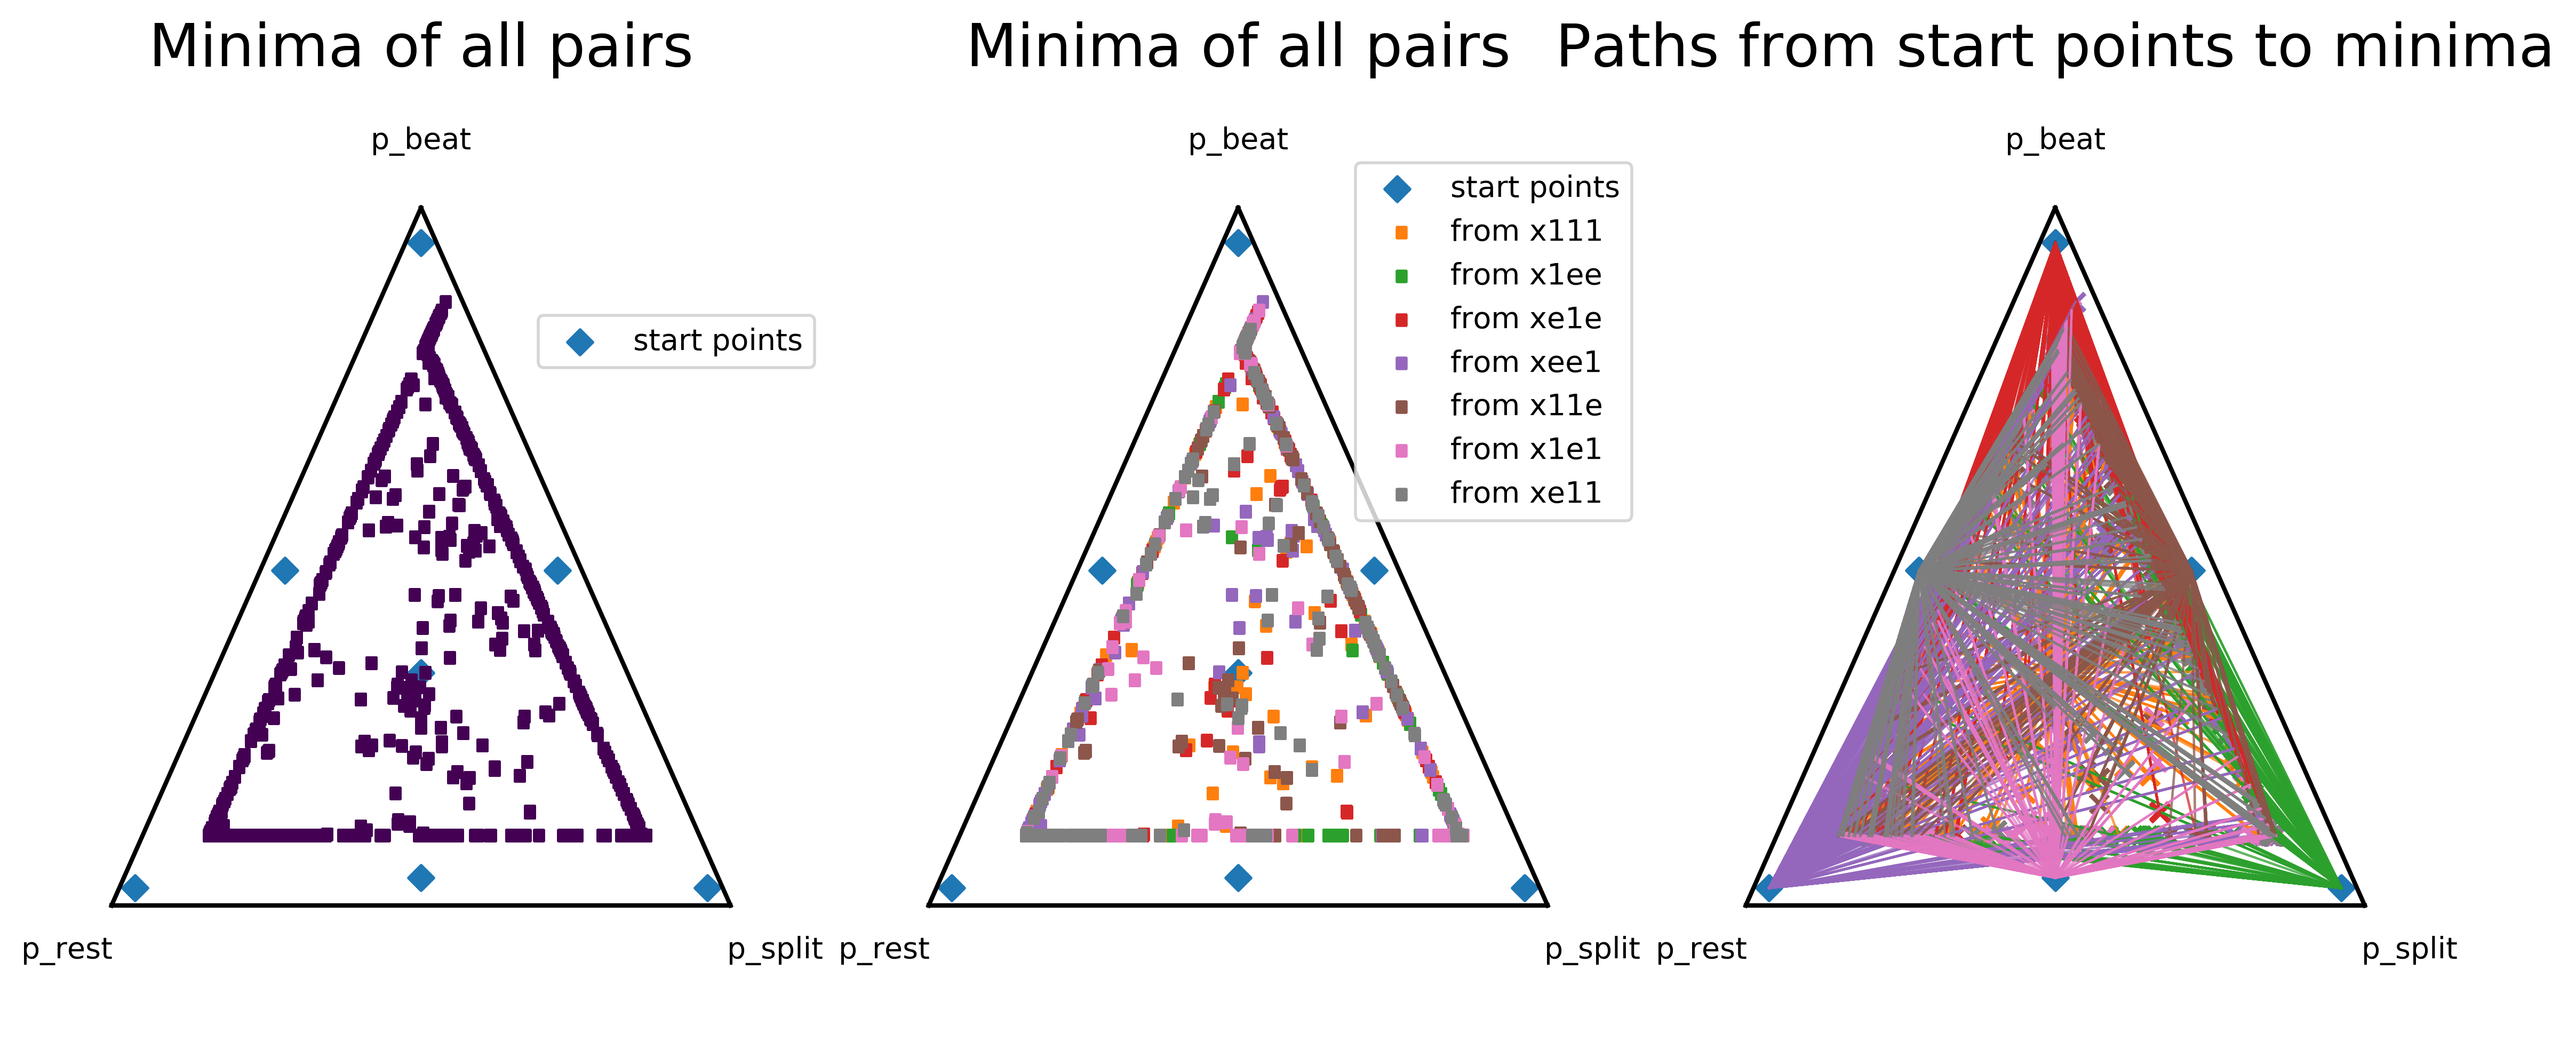 Minima of all pairs
p_beat
start points
p_rest
p_split
Minima of all pairs
p_beat
start points
from x111
from x1ee
from xe1e
from xee1
from x11e
from x1e1
from xe11
p_rest
p_split
Paths from start points to minima
p_beat
p_rest
p_split